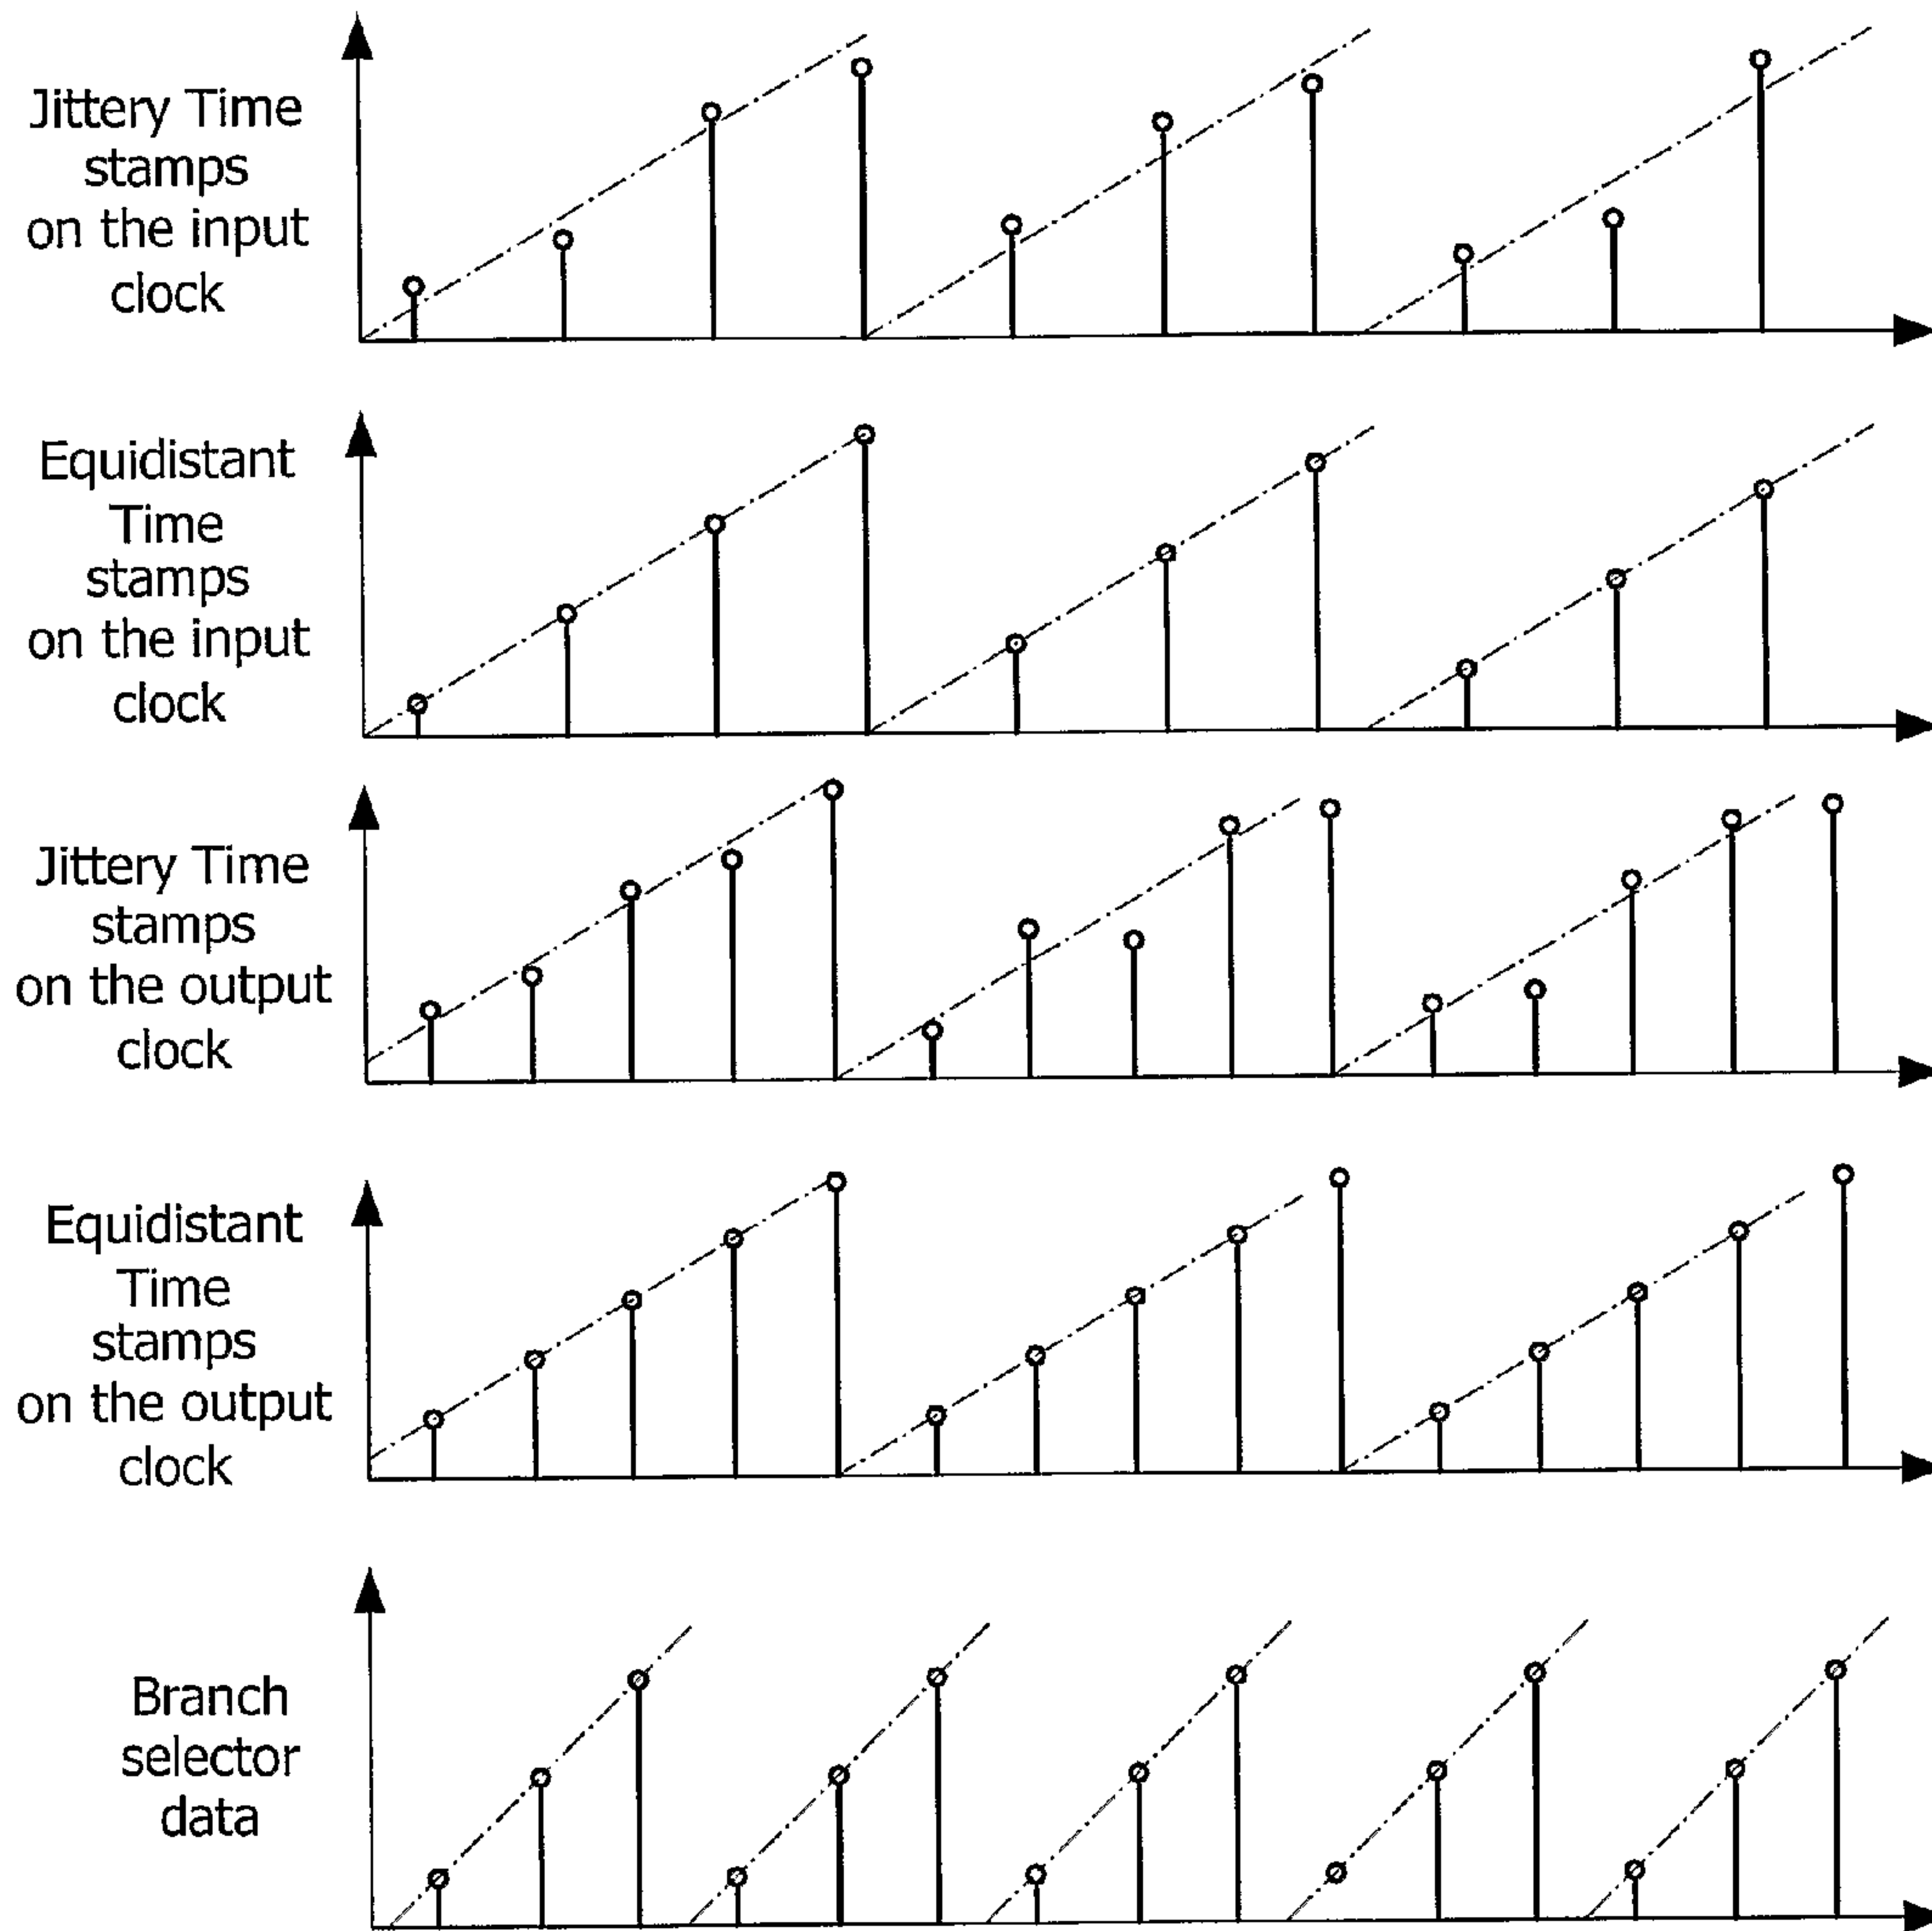 Jittery Time
stamps
on the input
clock
Equidistant
Time
stamps
on the input
clock
Jittery Time
stamps
on the output
clock
Equidistant
Time
stamps
on the output
clock
Branch
selector
data